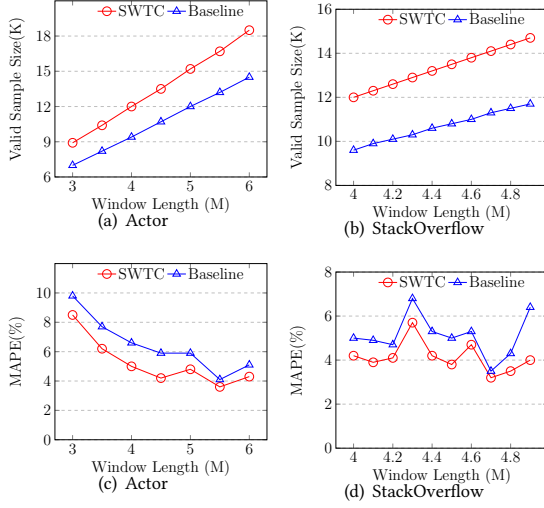 SWTC Baseline
Valid Sample Size(K)
18
15
12
9
6
3 4 5 6
Window Length (M)
(a) Actor
SWTC Baseline
Valid Sample Size(K)
16
14
12
10
8
4 4.2 4.4 4.6 4.8
Window Length (M)
(b) StackOverflow
SWTC Baseline
MAPE(%)
10
8
6
4
2
0
3 4 5 6
Window Length (M)
(c) Actor
SWTC Baseline
MAPE(%)
8
6
4
2
0
4 4.2 4.4 4.6 4.8
Window Length (M)
(d) StackOverflow